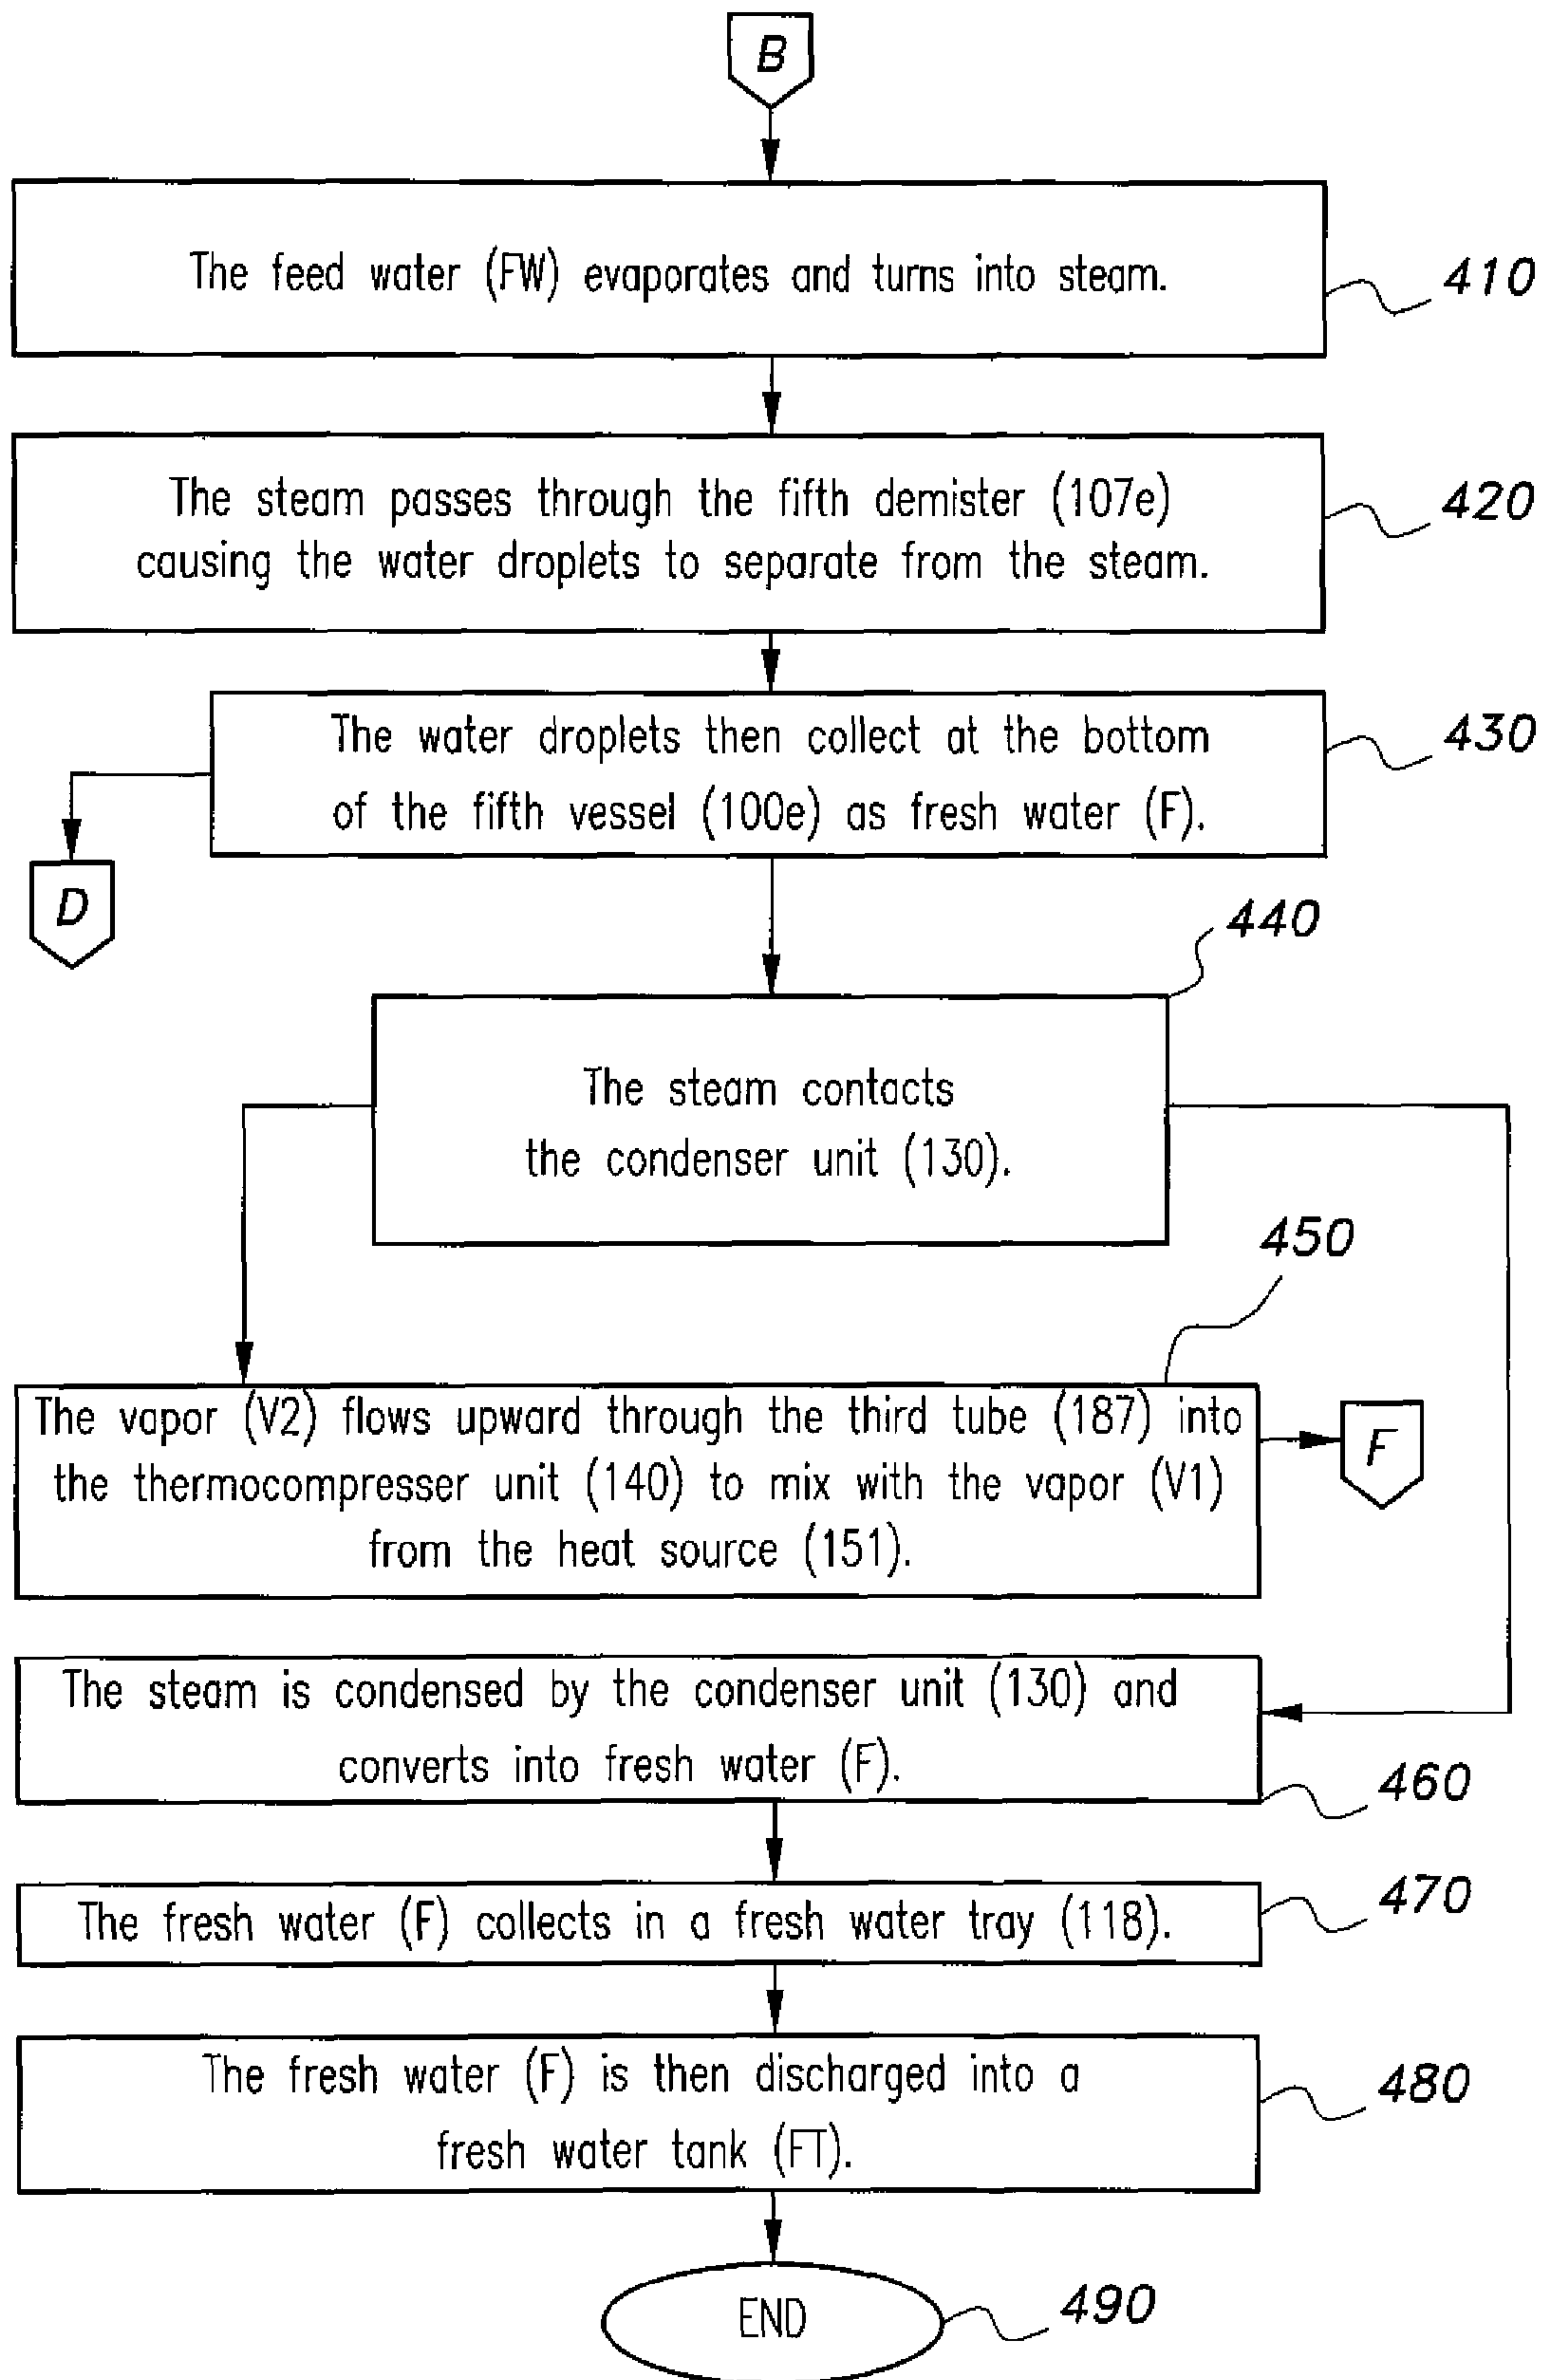 B
The feed water (FW) evaporates and turns into steam.
410
The steam passes through the fifth demister (107e)
causing the water droplets to separate from the steam.
420
The water droplets then collect at the bottom
of the fifth vessel (100e) as fresh water (F).
430
D
440
The steam contacts
the condenser unit (130).
450
The vapor (V2) flows upward through the third tube (187) into
the thermocompresser unit (140) to mix with the vapor (V1)
from the heat source (151).
F
The steam is condensed by the condenser unit (130) and
converts into fresh water (F).
460
The fresh water (F) collects in a fresh water tray (118).
470
The fresh water (F) is then discharged into a
fresh water tank (FT).
480
END
490